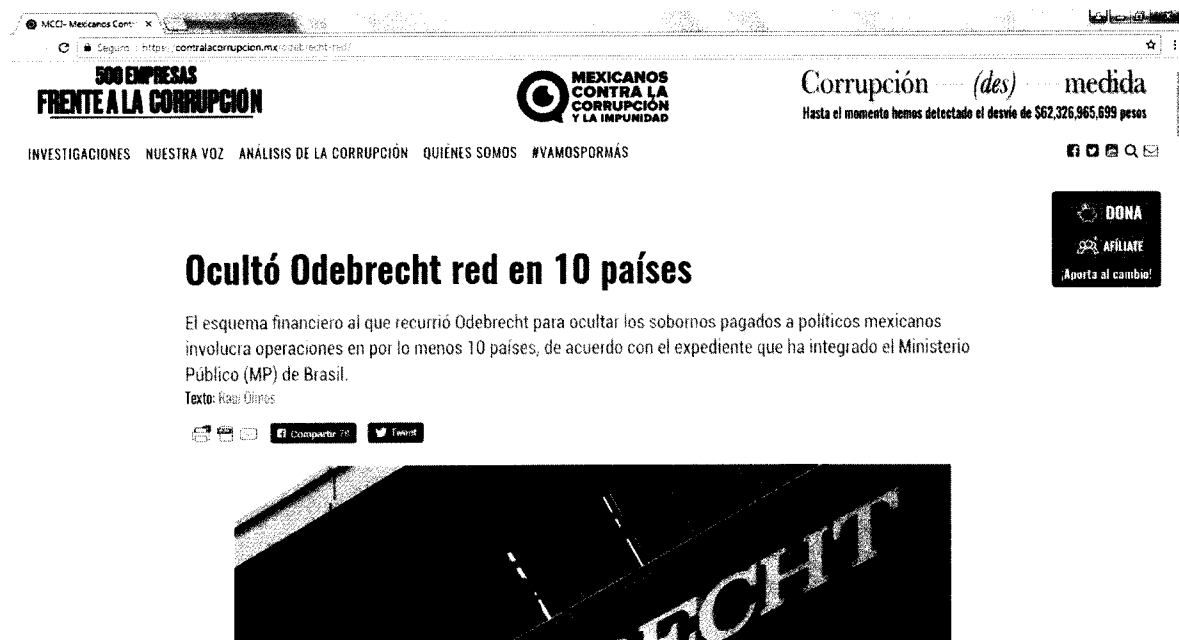 MCCI- Mexicanos Cont
Seguro https://contralacorrupcion.mx/odebrecht-red/
500 EMPRESAS
FRENTE A LA CORRUPCIÓN
MEXICANOS
CONTRA LA
CORRUPCIÓN
Y LA IMPUNIDAD
Corrupción (des) medida
Hasta el momento hemos detectado el desvío de $62,326,965,699 pesos
INVESTIGACIONES NUESTRA VOZ ANÁLISIS DE LA CORRUPCIÓN QUIÉNES SOMOS #VAMOSPORMÁS
DONA
AFÍLIATE
¡Aporta al cambio!
Ocultó Odebrecht red en 10 países
El esquema financiero al que recurrió Odebrecht para ocultar los sobornos pagados a políticos mexicanos
involucra operaciones en por lo menos 10 países, de acuerdo con el expediente que ha integrado el Ministerio
Público (MP) de Brasil.
Texto: Raúl Olmos
Compartir 78 Tweet
ECHT